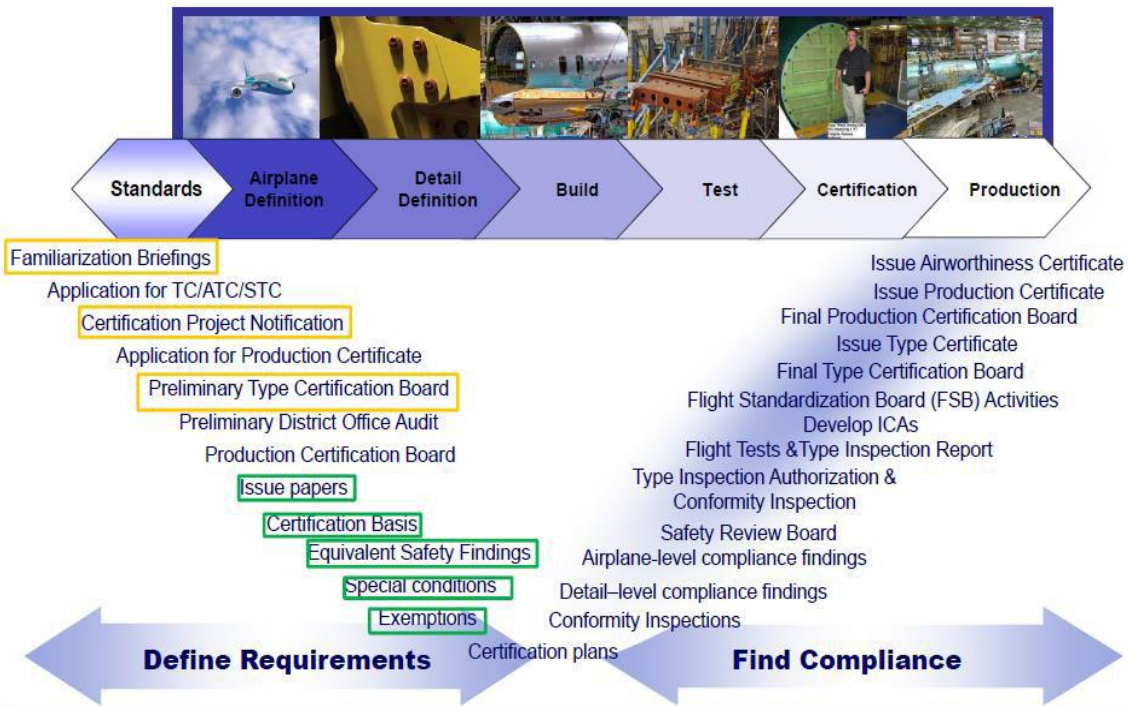 Standards
Airplane
Definition
Detail
Definition
Build
Test
Certification
Production
Familiarization Briefings
Application for TC/ATC/STC
Certification Project Notification
Application for Production Certificate
Preliminary Type Certification Board
Preliminary District Office Audit
Production Certification Board
Issue papers
Certification Basis
Equivalent Safety Findings
Special conditions
Exemptions
Certification plans
Define Requirements
Issue Airworthiness Certificate
Issue Production Certificate
Final Production Certification Board
Issue Type Certificate
Final Type Certification Board
Flight Standardization Board (FSB) Activities
Develop ICAs
Flight Tests &Type Inspection Report
Type Inspection Authorization &
Conformity Inspection
Safety Review Board
Airplane-level compliance findings
Detail–level compliance findings
Conformity Inspections
Find Compliance